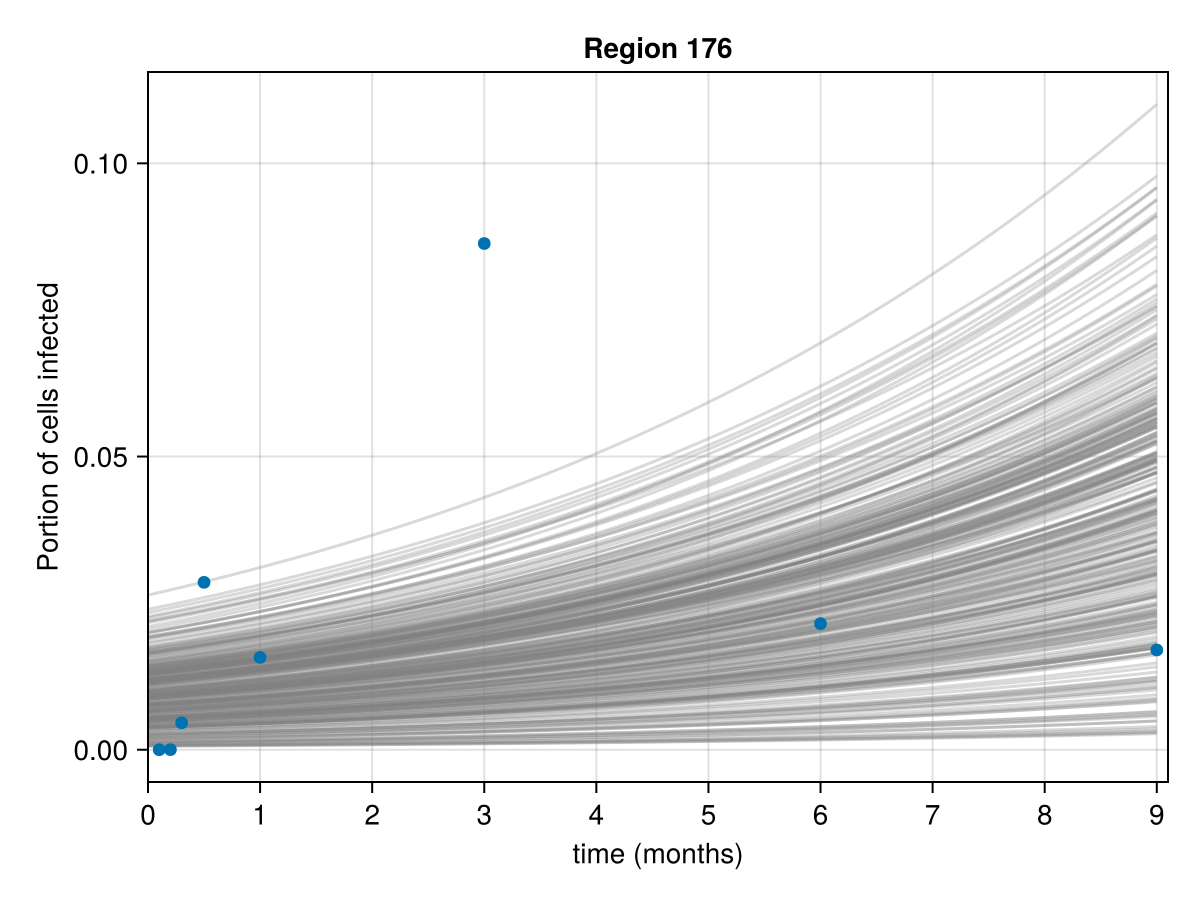 Region 176
0.10
0.05
0.00
Portion of cells infected
0 1 2 3 4 5 6 7 8 9
time (months)